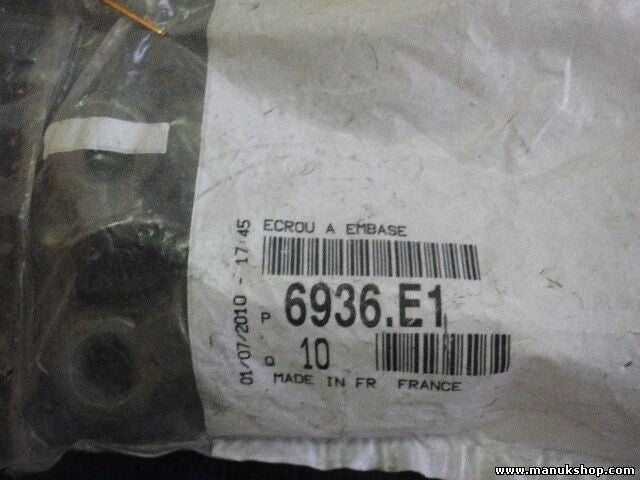 ECROU A EMBASE
P 6936.E1
Q 10
MADE IN FR FRANCE
01/07/2010 - 17:45
www.manukshop.com